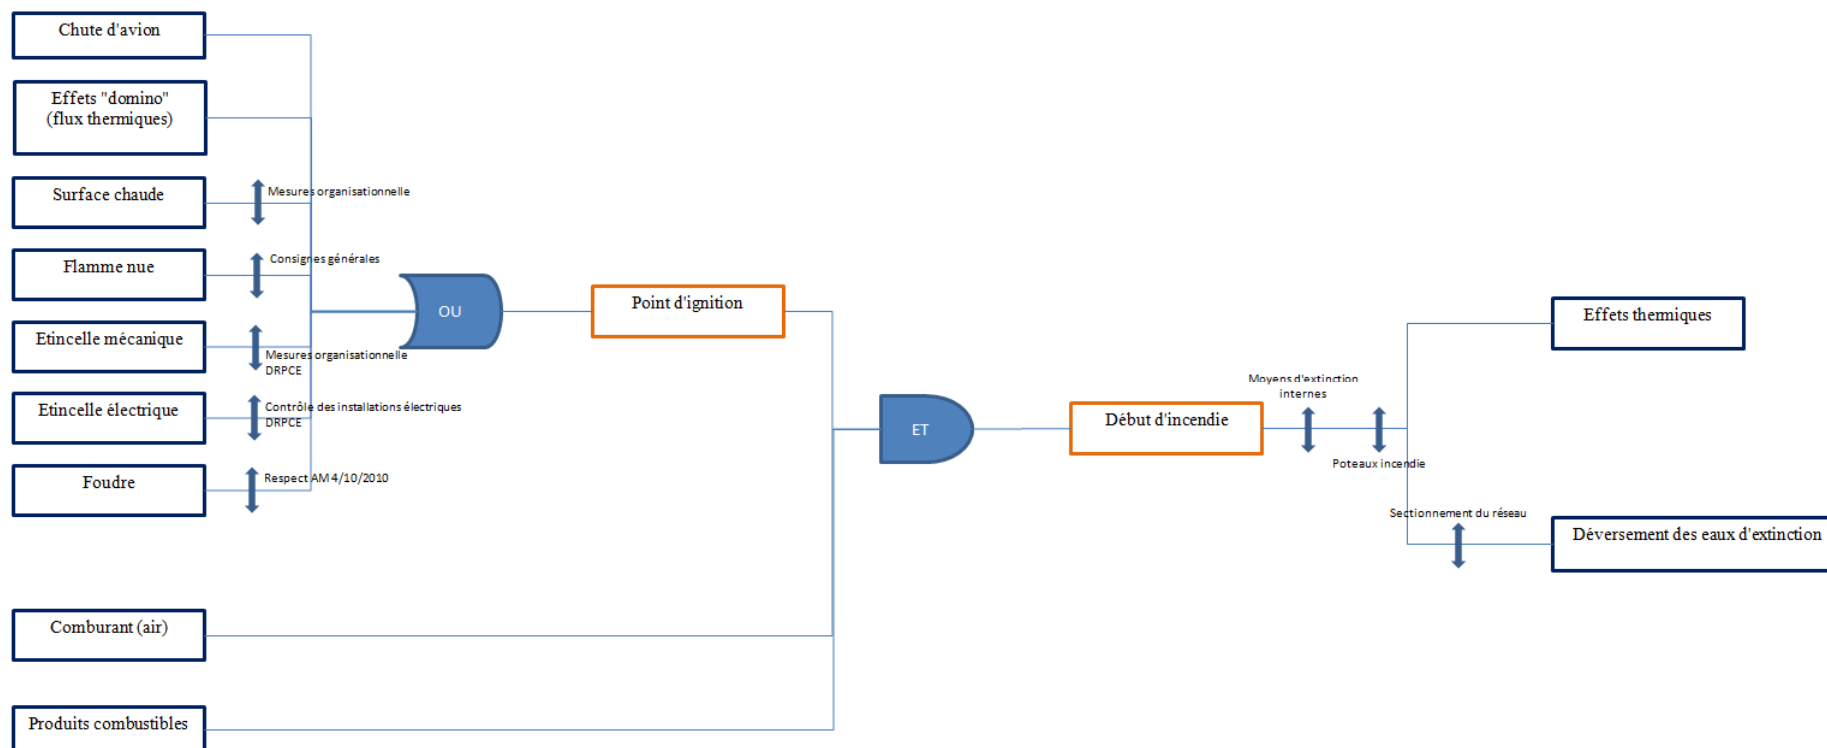 Chute d'avion
Effets "domino"
(flux thermiques)
Surface chaude
Mesures organisationnelle
Flamme nue
Consignes générales
OU
Point d'ignition
Etincelle mécanique
Mesures organisationnelle
DRPCE
Etincelle électrique
Contrôle des installations électriques
DRPCE
Foudre
Respect AM 4/10/2010
Comburant (air)
Produits combustibles
ET
Début d'incendie
Moyens d'extinction
internes
Poteaux incendie
Effets thermiques
Sectionnement du réseau
Déversement des eaux d'extinction